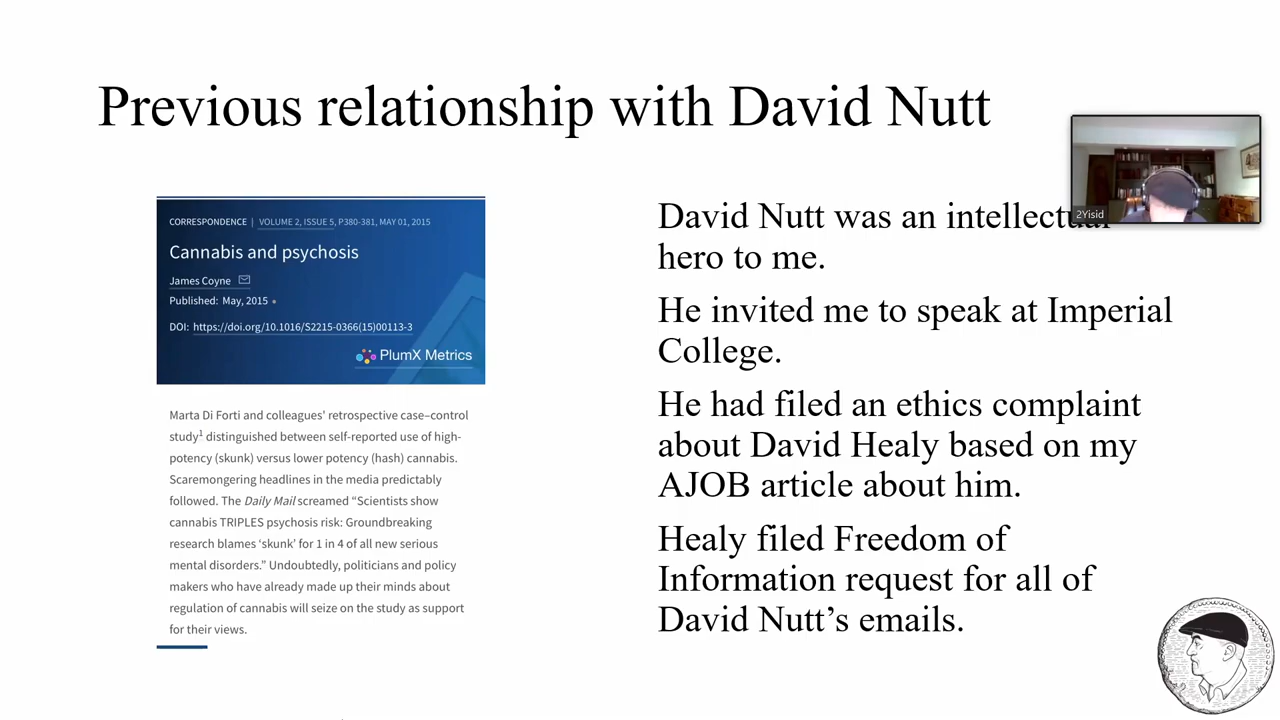 Previous relationship with David Nutt
CORRESPONDENCE | VOLUME 2, ISSUE 5, P380-381, MAY 01, 2015
Cannabis and psychosis
James Coyne
Published: May, 2015
DOI: https://doi.org/10.1016/S2215-0366(15)00113-3
PlumX Metrics
Marta Di Forti and colleagues' retrospective case–control
study1 distinguished between self-reported use of high-
potency (skunk) versus lower potency (hash) cannabis.
Scaremongering headlines in the media predictably
followed. The Daily Mail screamed “Scientists show
cannabis TRIPLES psychosis risk: Groundbreaking
research blames ‘skunk’ for 1 in 4 of all new serious
mental disorders.” Undoubtedly, politicians and policy
makers who have already made up their minds about
regulation of cannabis will seize on the study as support
for their views.
David Nutt was an intellectual
hero to me.
He invited me to speak at Imperial
College.
He had filed an ethics complaint
about David Healy based on my
AJOB article about him.
Healy filed Freedom of
Information request for all of
David Nutt’s emails.
2Yisid